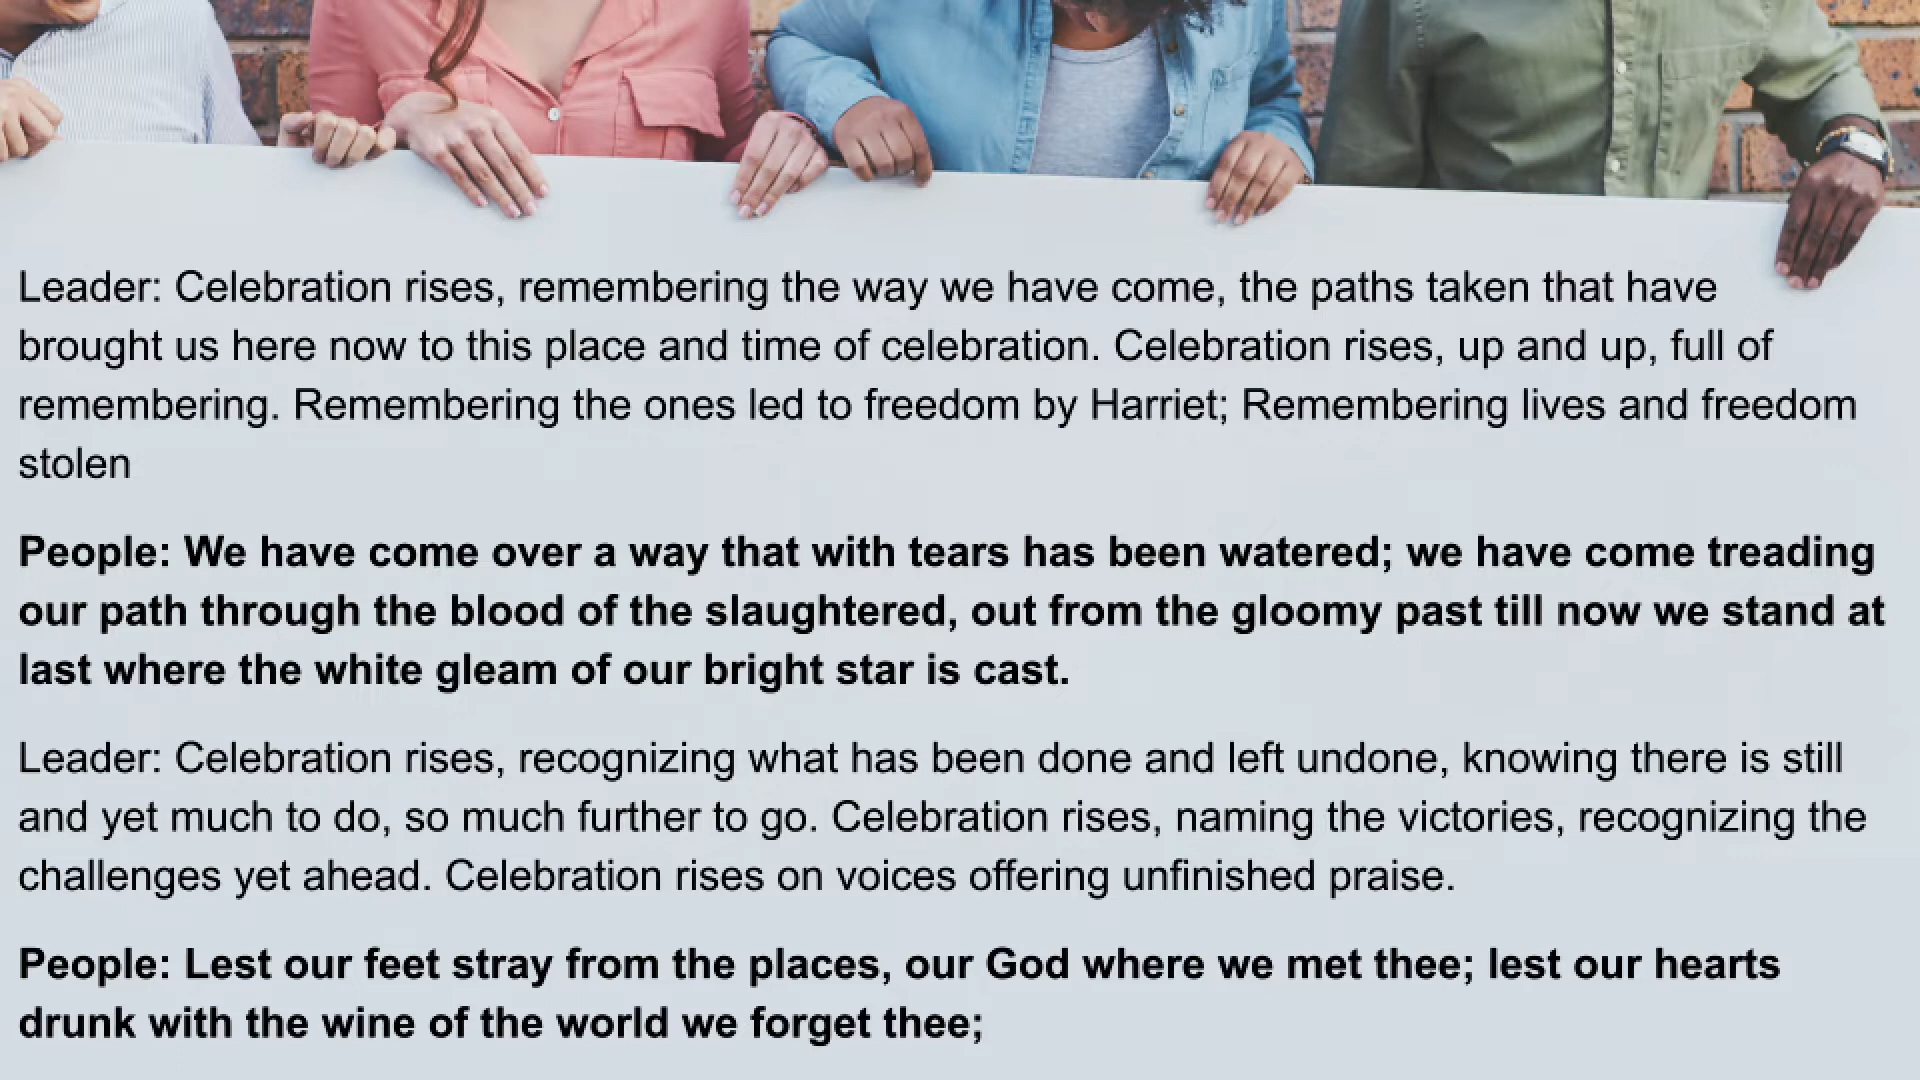 Leader: Celebration rises, remembering the way we have come, the paths taken that have
brought us here now to this place and time of celebration. Celebration rises, up and up, full of
remembering. Remembering the ones led to freedom by Harriet; Remembering lives and freedom
stolen
People: We have come over a way that with tears has been watered; we have come treading
our path through the blood of the slaughtered, out from the gloomy past till now we stand at
last where the white gleam of our bright star is cast.
Leader: Celebration rises, recognizing what has been done and left undone, knowing there is still
and yet much to do, so much further to go. Celebration rises, naming the victories, recognizing the
challenges yet ahead. Celebration rises on voices offering unfinished praise.
People: Lest our feet stray from the places, our God where we met thee; lest our hearts
drunk with the wine of the world we forget thee;